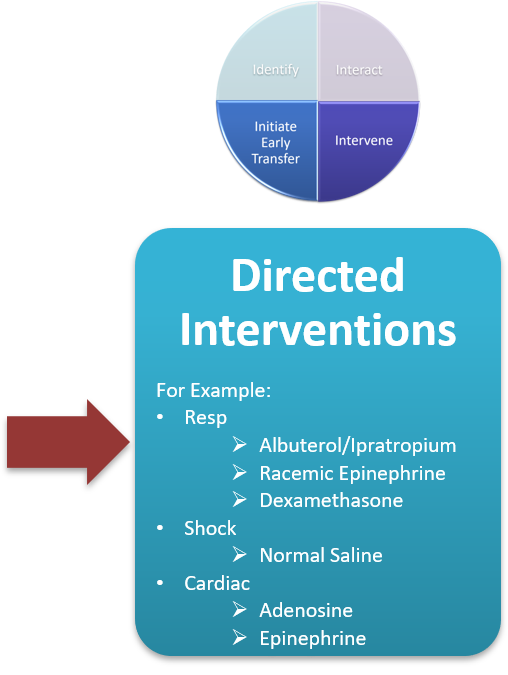 Identify
Interact
Initiate
Early
Transfer
Intervene
Directed
Interventions
For Example:
• Resp
➢ Albuterol/Ipratropium
➢ Racemic Epinephrine
➢ Dexamethasone
• Shock
➢ Normal Saline
• Cardiac
➢ Adenosine
➢ Epinephrine